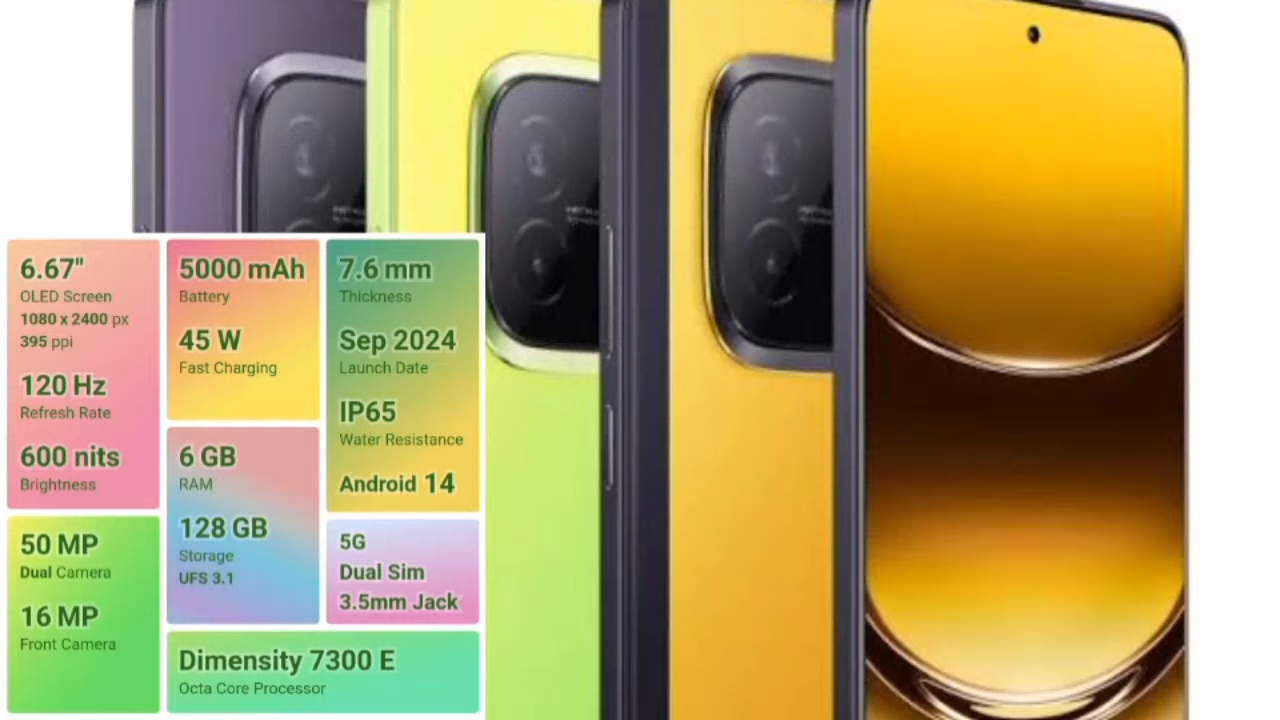 6.67"
OLED Screen
1080 x 2400 px
395 ppi
120 Hz
Refresh Rate
600 nits
Brightness
50 MP
Dual Camera
16 MP
Front Camera
5000 mAh
Battery
45 W
Fast Charging
6 GB
RAM
128 GB
Storage
UFS 3.1
7.6 mm
Thickness
Sep 2024
Launch Date
IP65
Water Resistance
Android 14
5G
Dual Sim
3.5mm Jack
Dimensity 7300 E
Octa Core Processor